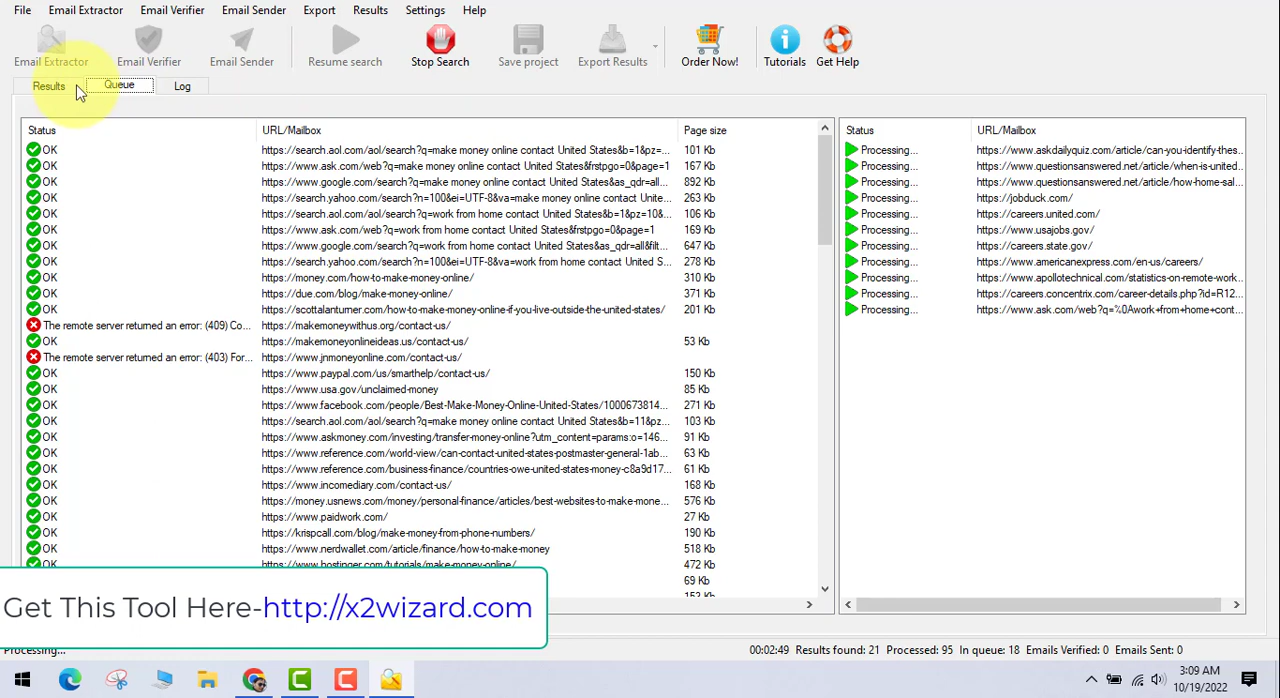 File Email Extractor Email Verifier Email Sender Export Results Settings Help
Email Extractor Email Verifier Email Sender Resume search Stop Search Save project Export Results Order Now! Tutorials Get Help
Results Queue Log
Status URL/Mailbox Page size Status URL/Mailbox
OK https://search.aol.com/aol/search?q=make money online contact United States&b=1&pz=... 101 Kb Processing... https://www.askdailyquiz.com/article/can-you-identify-thes...
OK https://www.ask.com/web?q=make money online contact United States&frstpgo=0&page=1 167 Kb Processing... https://www.questionsanswered.net/article/when-is-united...
OK https://www.google.com/search?q=make money online contact United States&as_qdr=all... 892 Kb Processing... https://www.questionsanswered.net/article/how-home-sal...
OK https://search.yahoo.com/search?n=100&ei=UTF-8&va=make money online contact Unite... 263 Kb Processing... https://jobduck.com/
OK https://search.aol.com/aol/search?q=work from home contact United States&b=1&pz=10&... 106 Kb Processing... https://careers.united.com/
OK https://www.ask.com/web?q=work from home contact United States&frstpgo=0&page=1 169 Kb Processing... https://www.usajobs.gov/
OK https://www.google.com/search?q=work from home contact United States&as_qdr=all&filt... 647 Kb Processing... https://careers.state.gov/
OK https://search.yahoo.com/search?n=100&ei=UTF-8&va=work from home contact United S... 278 Kb Processing... https://www.americanexpress.com/en-us/careers/
OK https://money.com/how-to-make-money-online/ 310 Kb Processing... https://www.apollotechnical.com/statistics-on-remote-work...
OK https://due.com/blog/make-money-online/ 371 Kb Processing... https://careers.concentrix.com/career-details.php?id=R12...
OK https://scottalanturner.com/how-to-make-money-online-if-you-live-outside-the-united-states/ 201 Kb Processing... https://www.ask.com/web?q=%0Awork+from+home+cont...
The remote server returned an error: (409) Co... https://makemoneywithus.org/contact-us/
OK https://makemoneyonlineideas.us/contact-us/ 53 Kb
The remote server returned an error: (403) For... https://www.jnmoneyonline.com/contact-us/
OK https://www.paypal.com/us/smarthelp/contact-us/ 150 Kb
OK https://www.usa.gov/unclaimed-money 85 Kb
OK https://www.facebook.com/people/Best-Make-Money-Online-United-States/1000673814... 271 Kb
OK https://search.aol.com/aol/search?q=make money online contact United States&b=11&pz... 103 Kb
OK https://www.askmoney.com/investing/transfer-money-online?utm_content=params:o=146... 91 Kb
OK https://www.reference.com/world-view/can-contact-united-states-postmaster-general-1ab... 63 Kb
OK https://www.reference.com/business-finance/countries-owe-united-states-money-c8a9d17... 61 Kb
OK https://www.incomediary.com/contact-us/ 168 Kb
OK https://money.usnews.com/money/personal-finance/articles/best-websites-to-make-mone... 576 Kb
OK https://www.paidwork.com/ 27 Kb
OK https://krispcall.com/blog/make-money-from-phone-numbers/ 190 Kb
OK https://www.nerdwallet.com/article/finance/how-to-make-money 518 Kb
OK https://www.hostinger.com/tutorials/make-money-online/ 472 Kb
69 Kb
152 Kb
Get This Tool Here-http://x2wizard.com
Processing... 00:02:49 Results found: 21 Processed: 95 In queue: 18 Emails Verified: 0 Emails Sent: 0
3:09 AM
10/19/2022